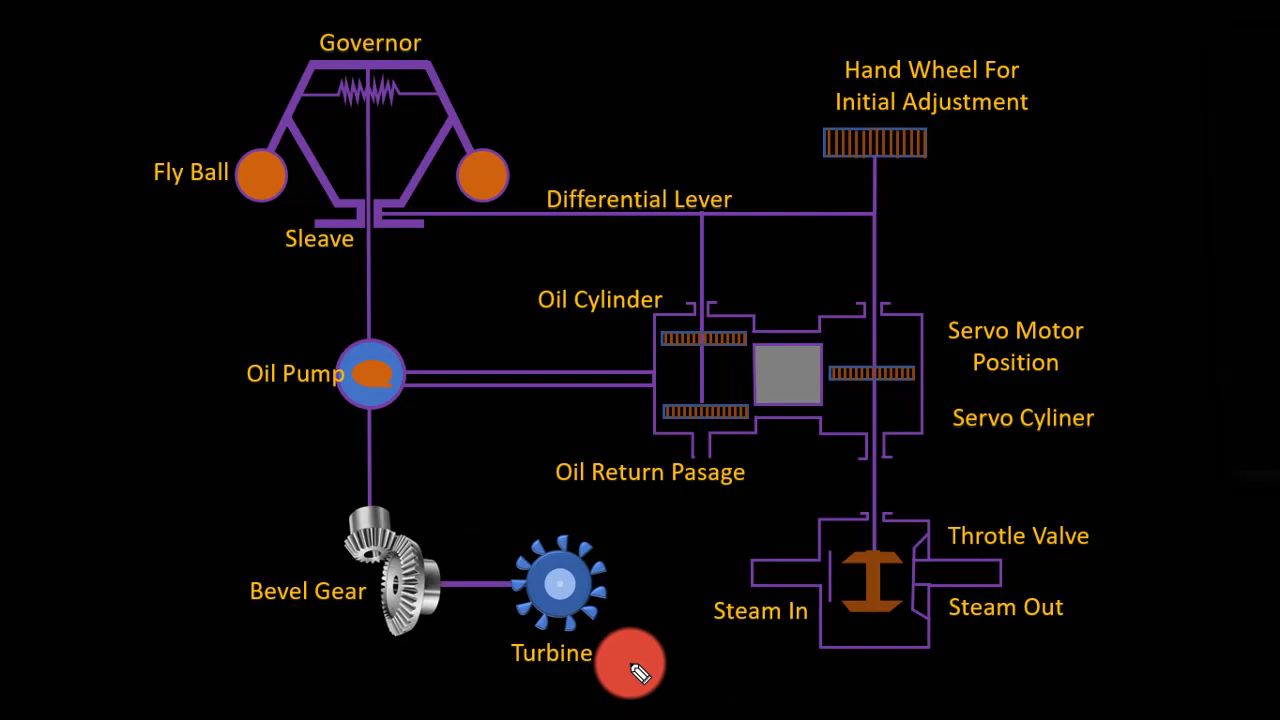 Governor
Hand Wheel For
Initial Adjustment
Fly Ball
Differential Lever
Sleave
Oil Cylinder
Servo Motor
Position
Oil Pump
Servo Cyliner
Oil Return Pasage
Throtle Valve
Bevel Gear
Steam In
Steam Out
Turbine